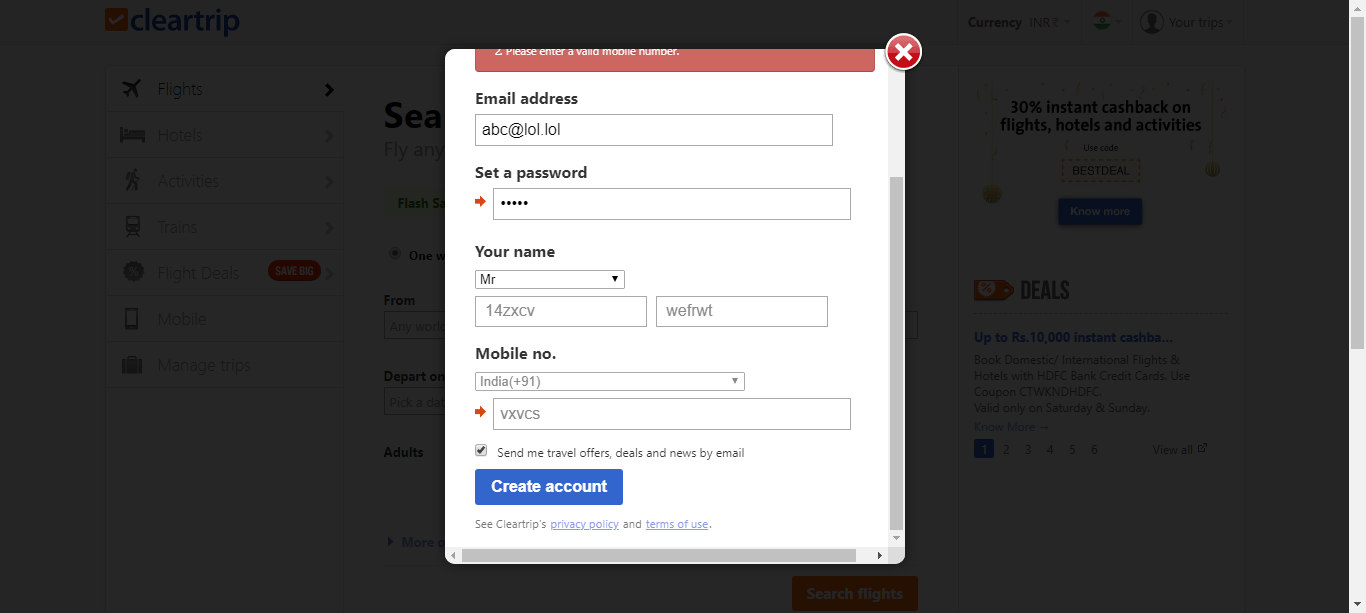 cleartrip
Currency INR₹
Your trips
Flights
Hotels
Activities
Trains
Flight Deals SAVE BIG
Mobile
Manage trips
Sea
Fly any
Flash Sa
One w
From
Any worl
Depart on
Pick a dat
Adults
More o
Search flights
2. Please enter a valid mobile number.
Email address
abc@lol.lol
Set a password
•••••
Your name
Mr
14zxcv wefrwt
Mobile no.
India(+91)
vxvcs
Send me travel offers, deals and news by email
Create account
See Cleartrip's privacy policy and terms of use.
30% instant cashback on
flights, hotels and activities
Use code
BESTDEAL
Know more
DEALS
Up to Rs.10,000 instant cashba...
Book Domestic/ International Flights &
Hotels with HDFC Bank Credit Cards. Use
Coupon CTWKNDHDFC.
Valid only on Saturday & Sunday.
Know More →
1 2 3 4 5 6 View all